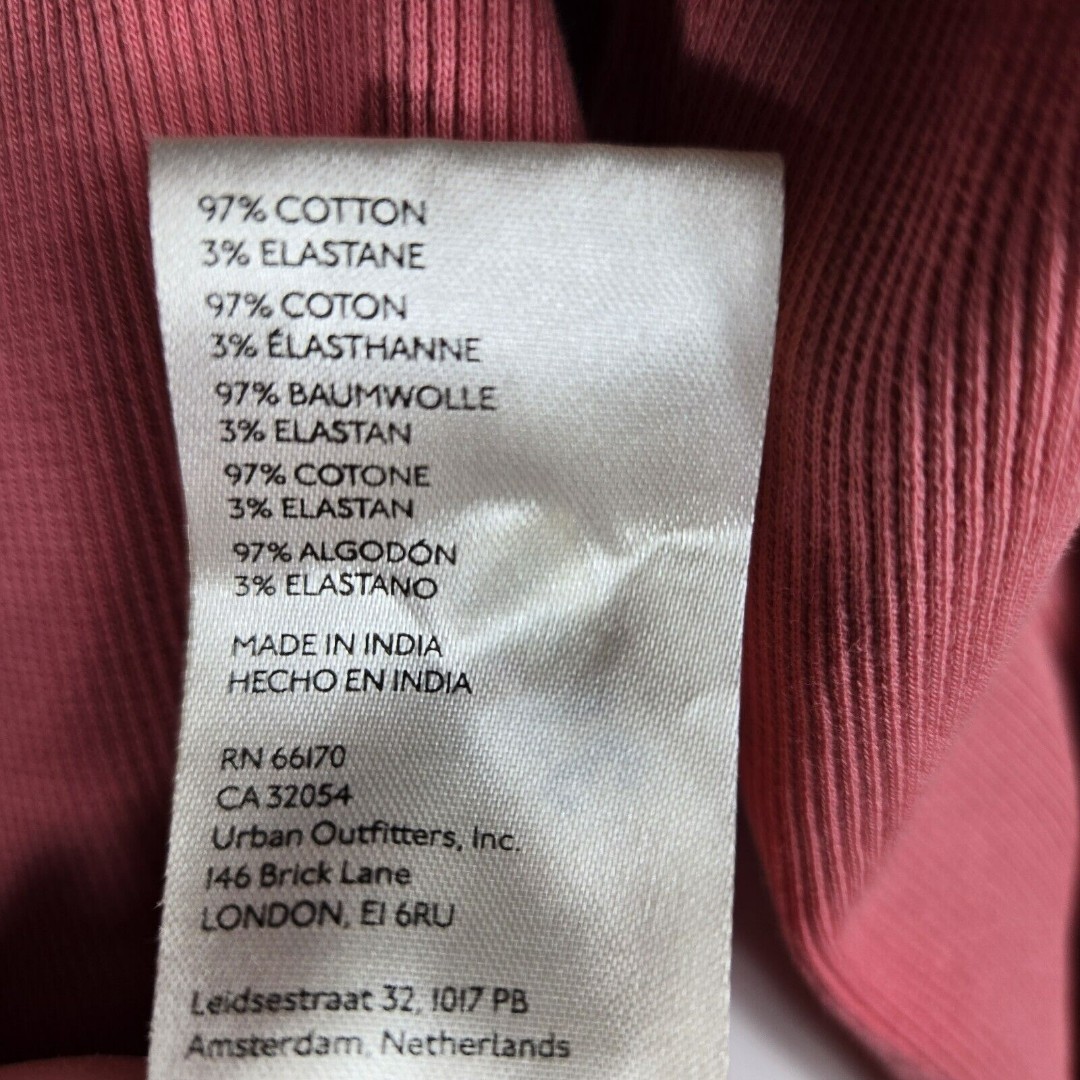 97% COTTON
3% ELASTANE
97% COTON
3% ÉLASTHANNE
97% BAUMWOLLE
3% ELASTAN
97% COTONE
3% ELASTAN
97% ALGODÓN
3% ELASTANO
MADE IN INDIA
HECHO EN INDIA
RN 66170
CA 32054
Urban Outfitters, Inc.
146 Brick Lane
LONDON, E1 6RU
Leidsestraat 32, 1017 PB
Amsterdam, Netherlands